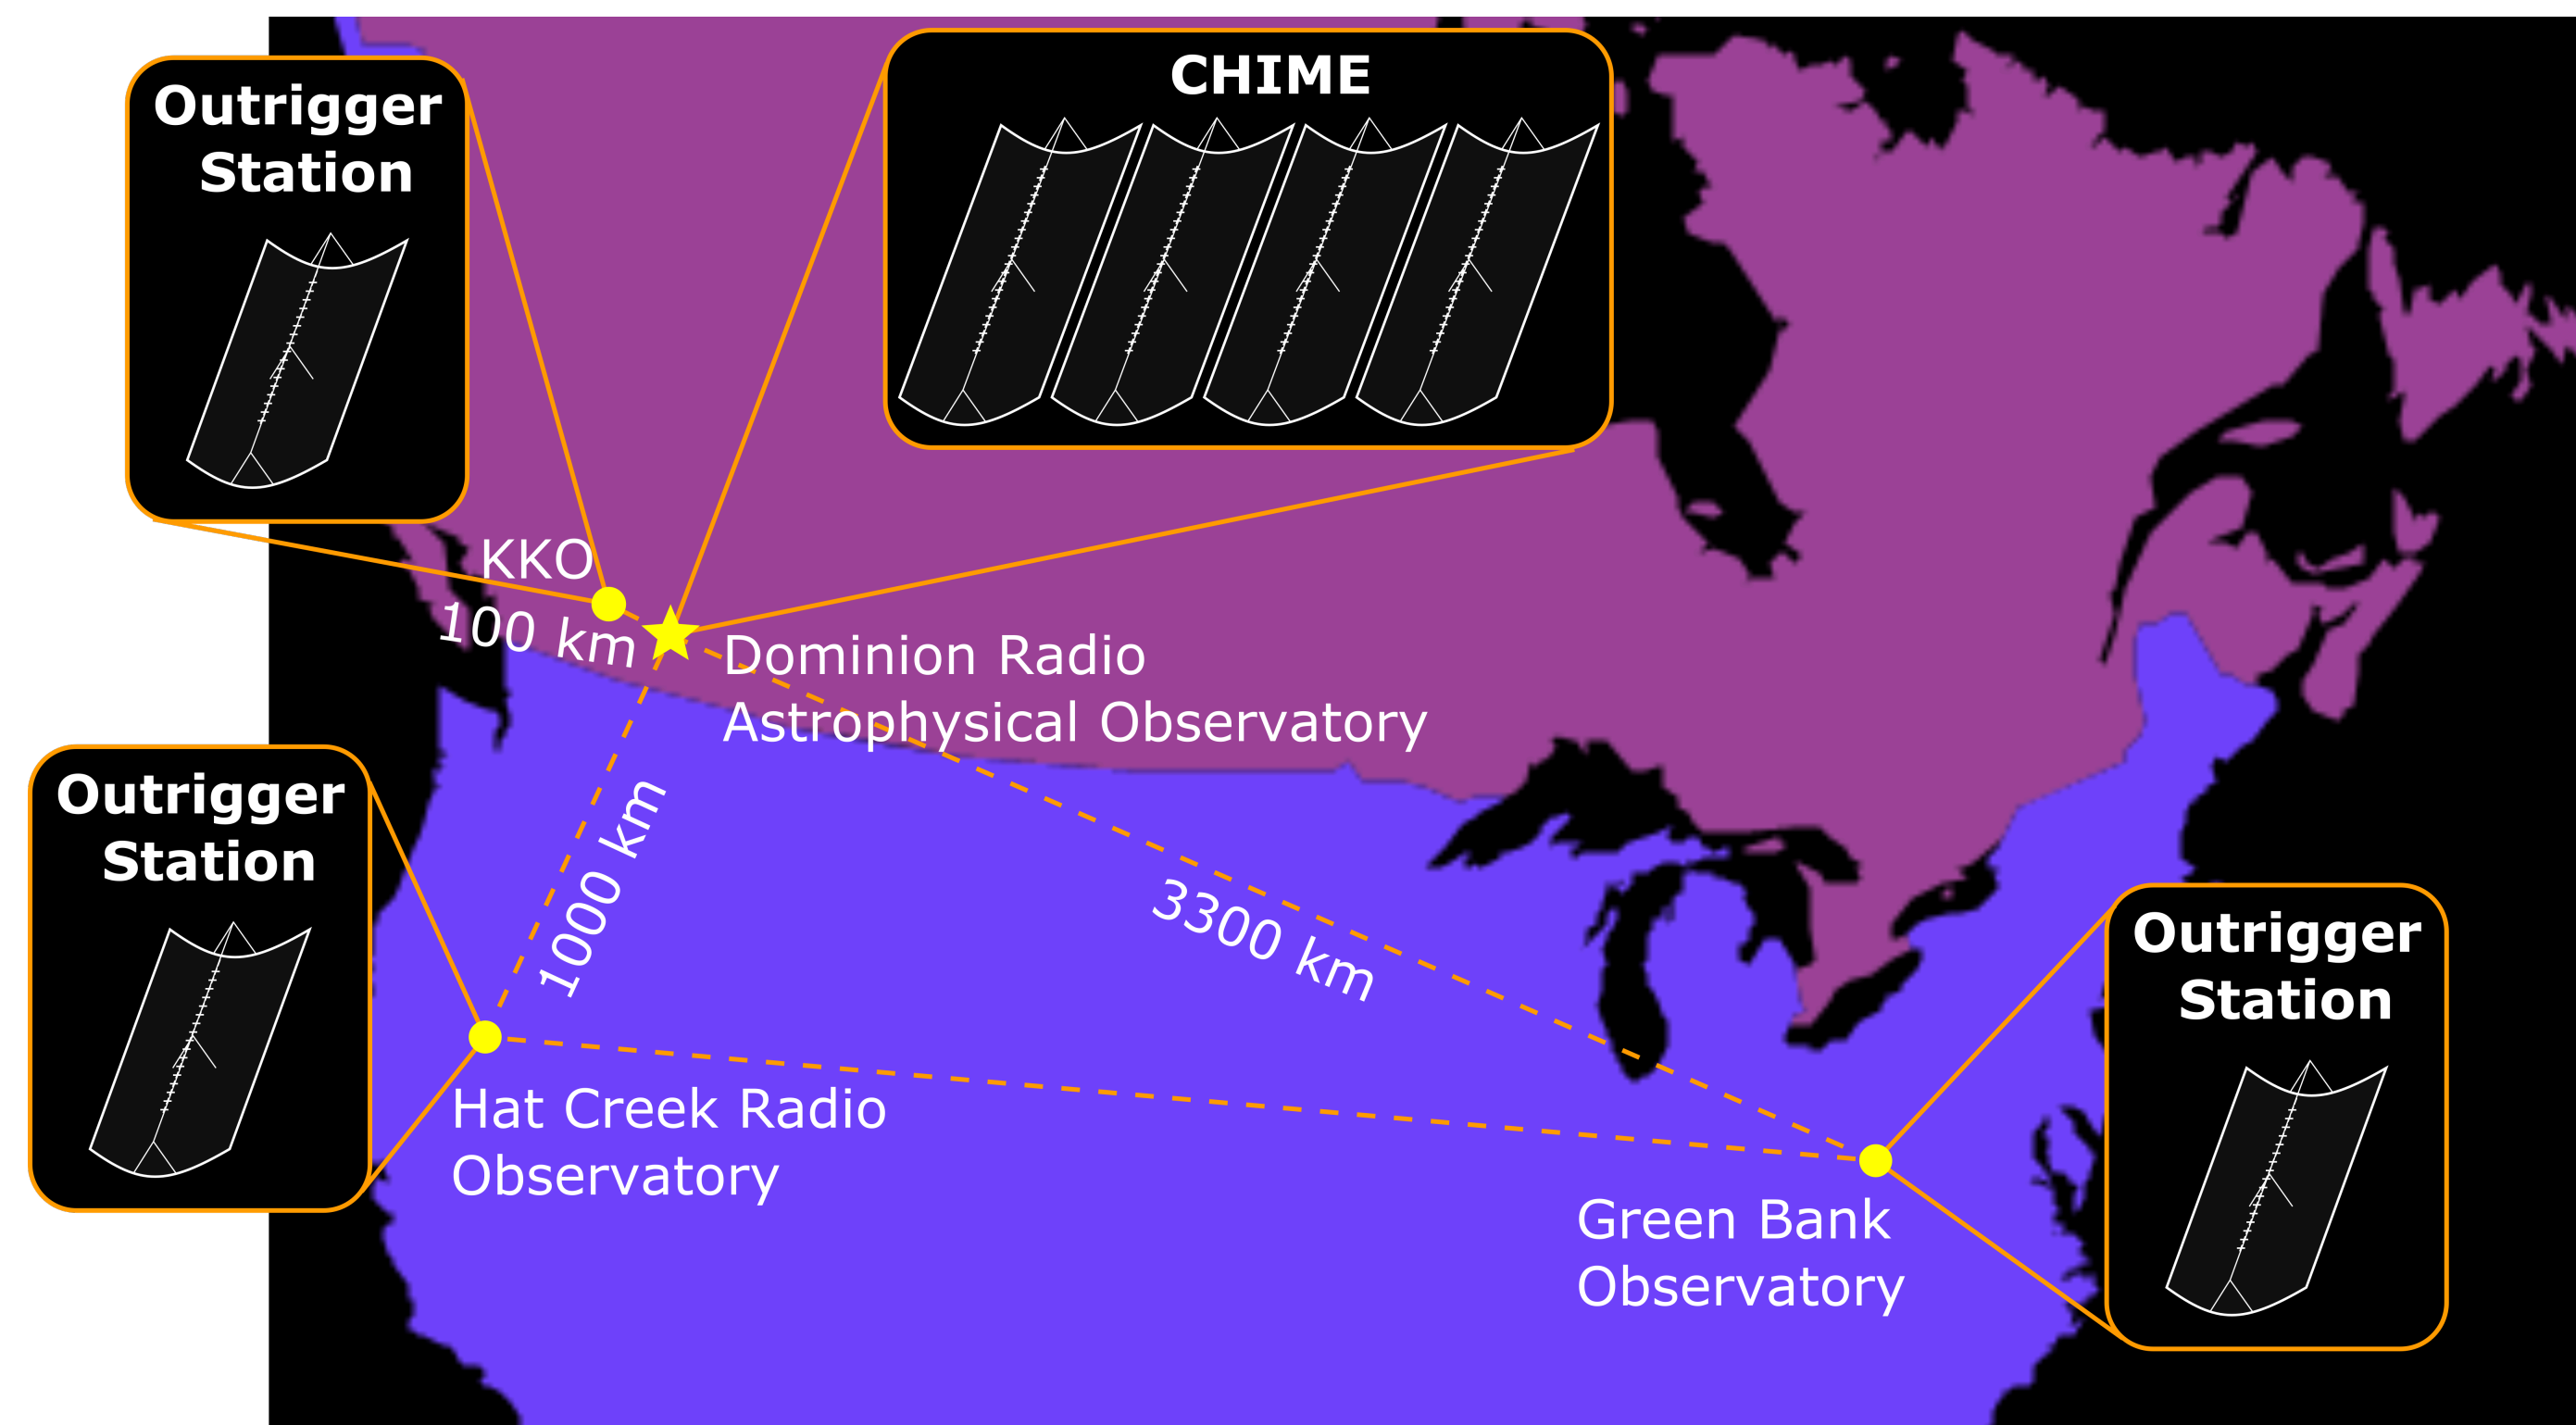 Outrigger
Station
CHIME
KKO
100 km
Dominion Radio
Astrophysical Observatory
1000 km
3300 km
Outrigger
Station
Hat Creek Radio
Observatory
Outrigger
Station
Green Bank
Observatory